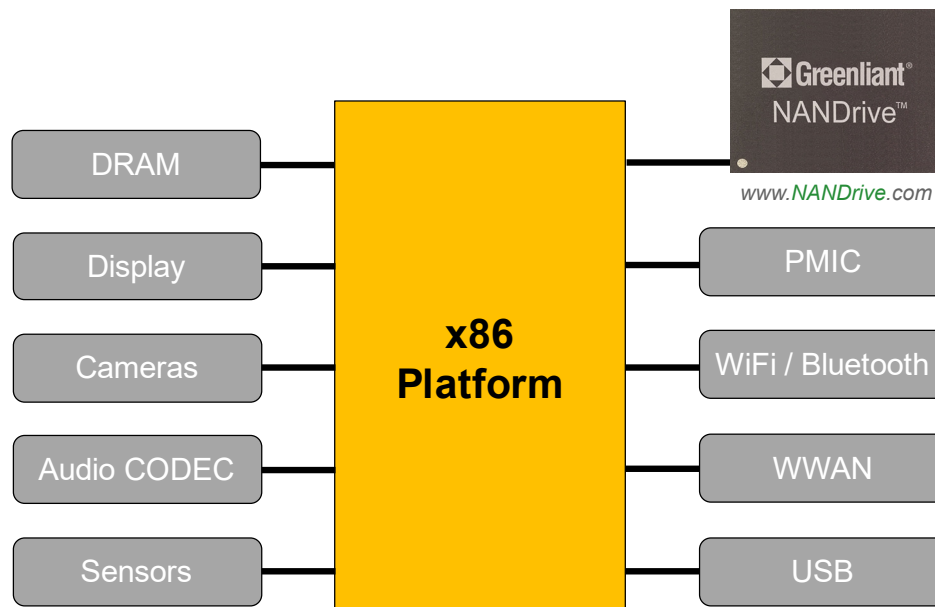 Greenliant®
NANDrive™
www.NANDrive.com
DRAM
Display
Cameras
Audio CODEC
Sensors
x86
Platform
PMIC
WiFi / Bluetooth
WWAN
USB